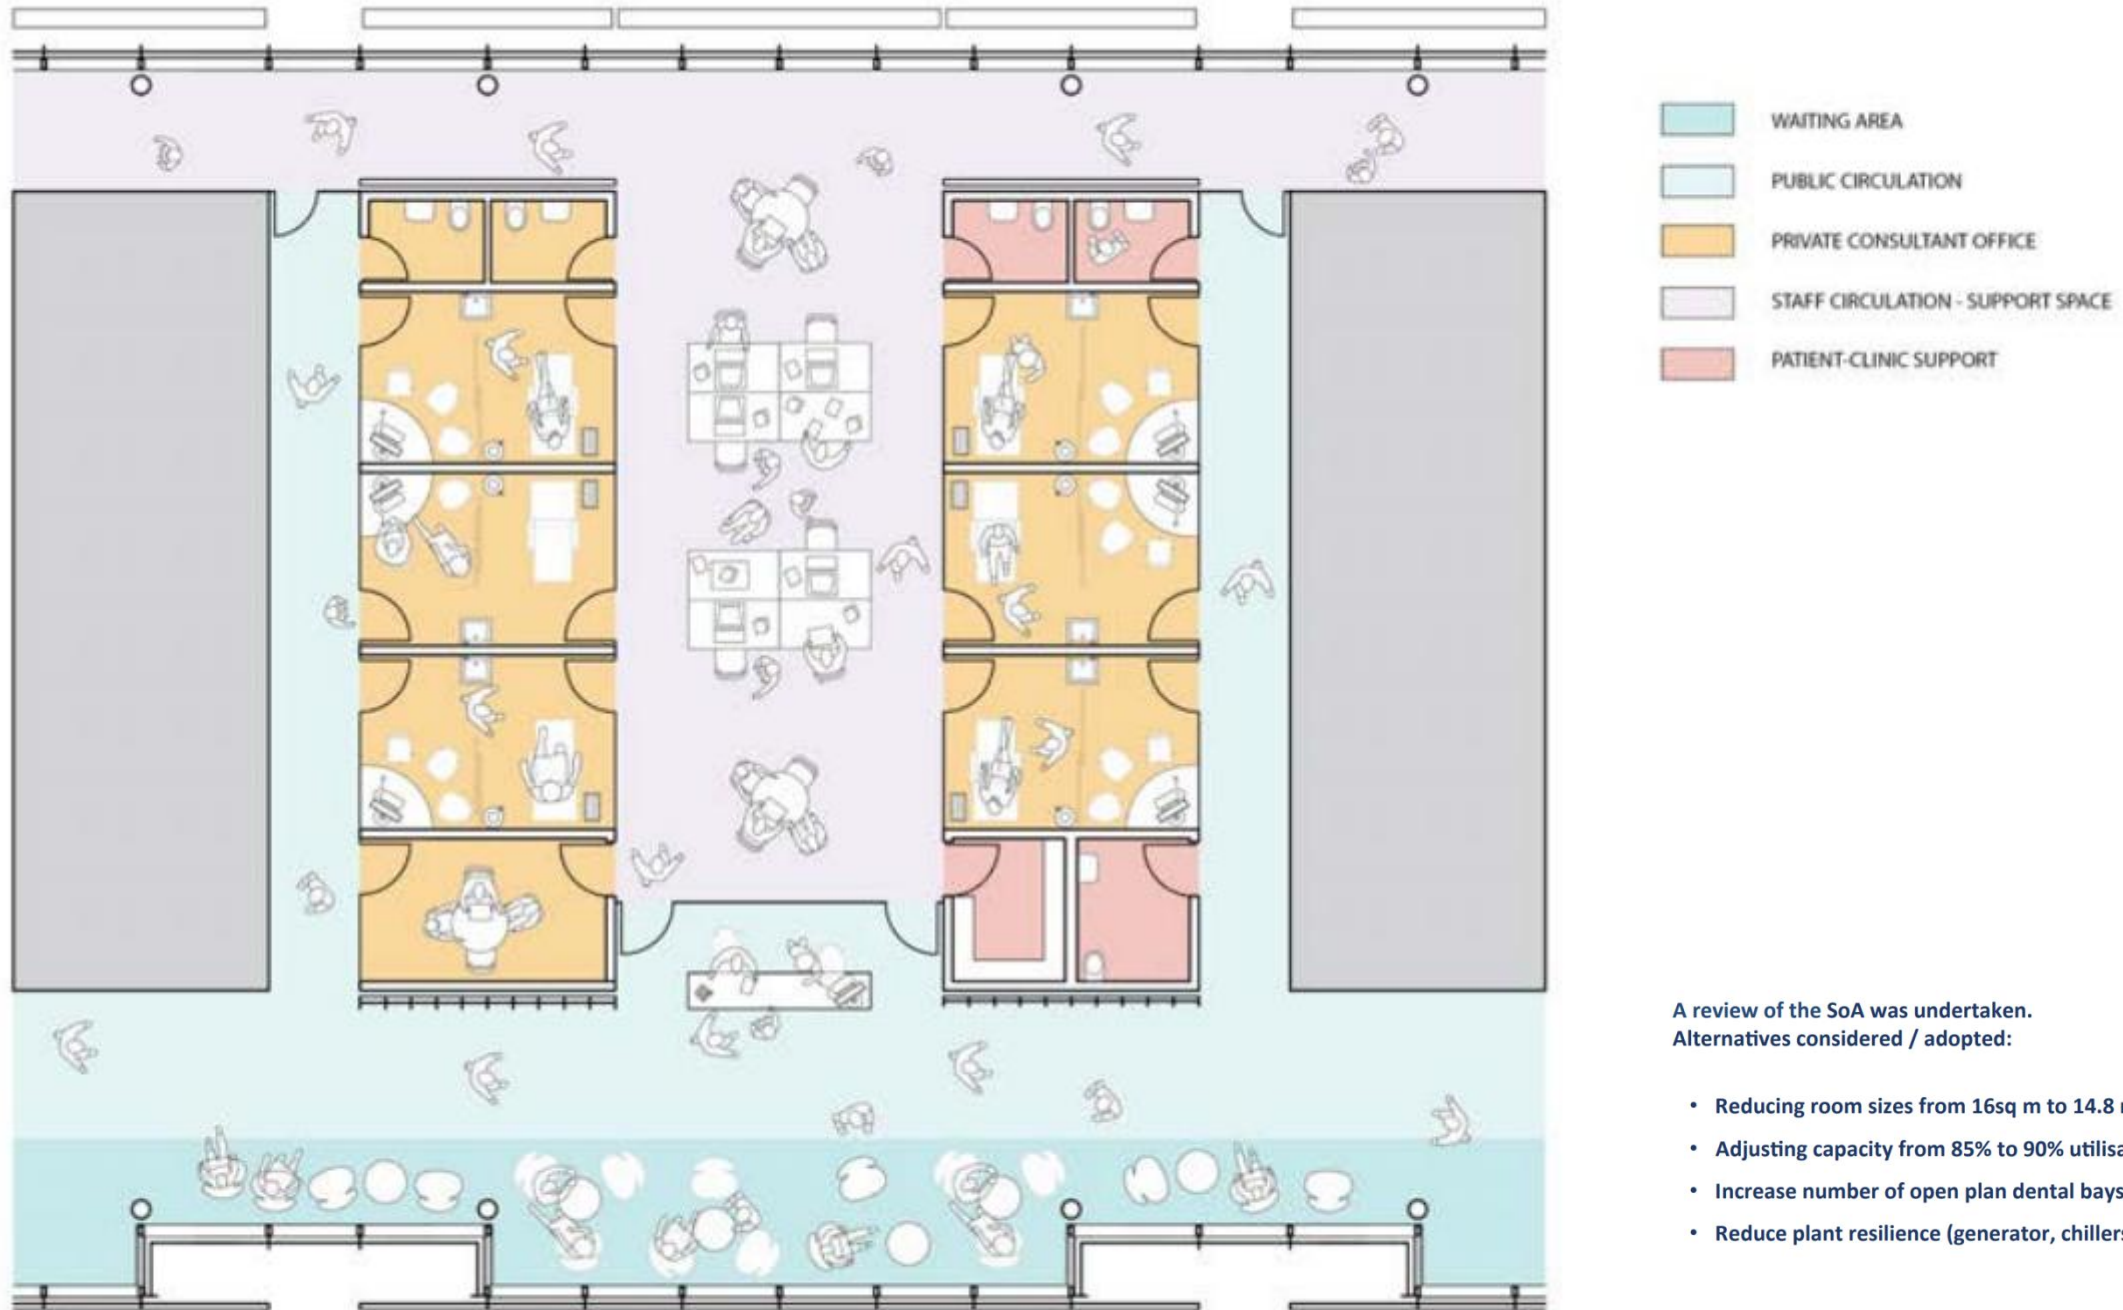 WAITING AREA
PUBLIC CIRCULATION
PRIVATE CONSULTANT OFFICE
STAFF CIRCULATION - SUPPORT SPACE
PATIENT-CLINIC SUPPORT
A review of the SoA was undertaken.
Alternatives considered / adopted:
• Reducing room sizes from 16sq m to 14.8
• Adjusting capacity from 85% to 90%
• Increase number of open plan dental bays
• Reduce plant resilience (generator, chillers